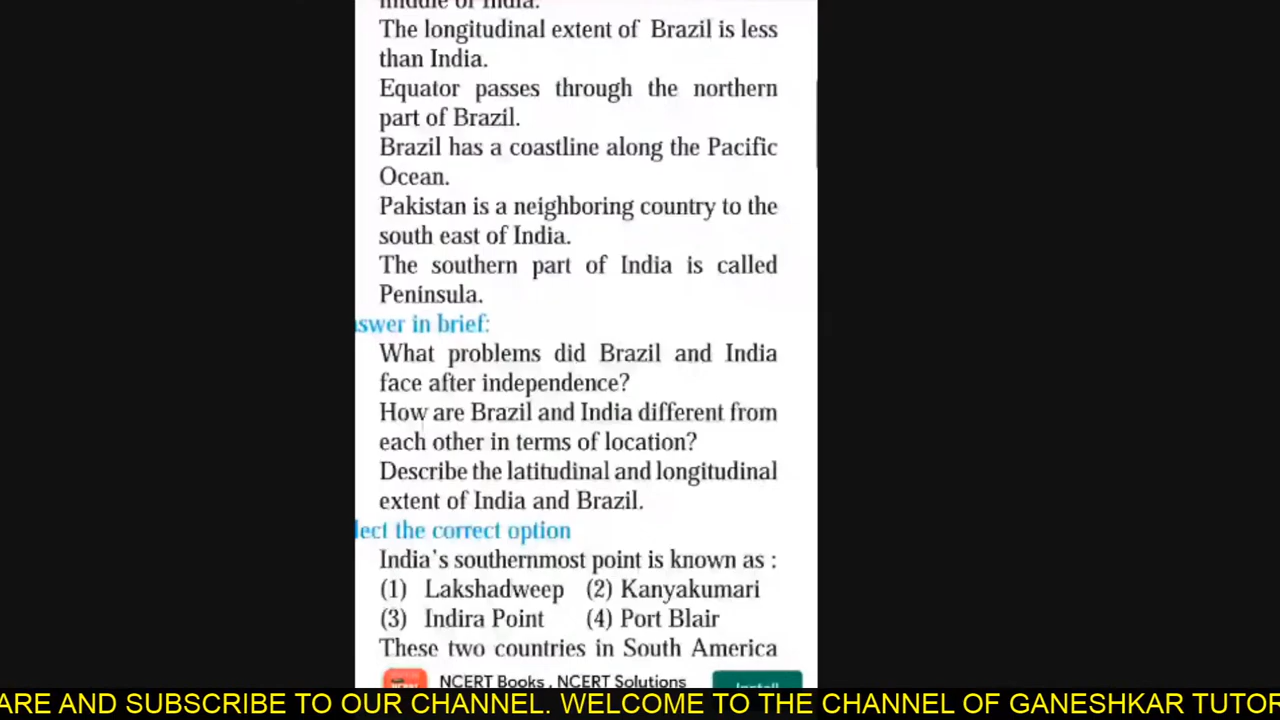 middle of India.
The longitudinal extent of Brazil is less
than India.
Equator passes through the northern
part of Brazil.
Brazil has a coastline along the Pacific
Ocean.
Pakistan is a neighboring country to the
south east of India.
The southern part of India is called
Peninsula.
swer in brief:
What problems did Brazil and India
face after independence?
How are Brazil and India different from
each other in terms of location?
Describe the latitudinal and longitudinal
extent of India and Brazil.
lect the correct option
India's southernmost point is known as :
(1) Lakshadweep (2) Kanyakumari
(3) Indira Point (4) Port Blair
These two countries in South America
NCERT Books , NCERT Solutions
Install
ARE AND SUBSCRIBE TO OUR CHANNEL. WELCOME TO THE CHANNEL OF GANESHKAR TUTOR